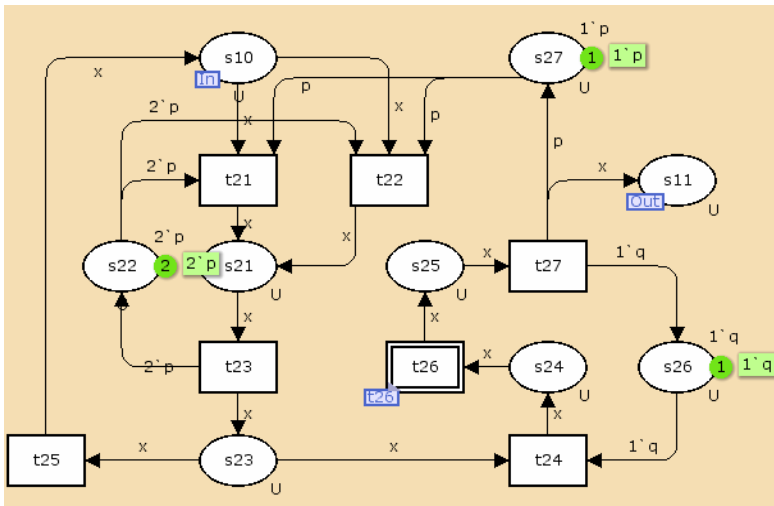 1`p
s10
s27
1
1`p
In
U
U
x
p
2`p
x
x
p
p
2`p
t21
t22
x
s11
Out
U
x
x
2`p
1`q
s22
2
2`p
s21
s25
x
t27
U
U
U
x
x
1`q
2`p
t23
t26
x
s24
s26
1
1`q
t26
U
U
x
x
t25
x
s23
x
t24
1`q
U